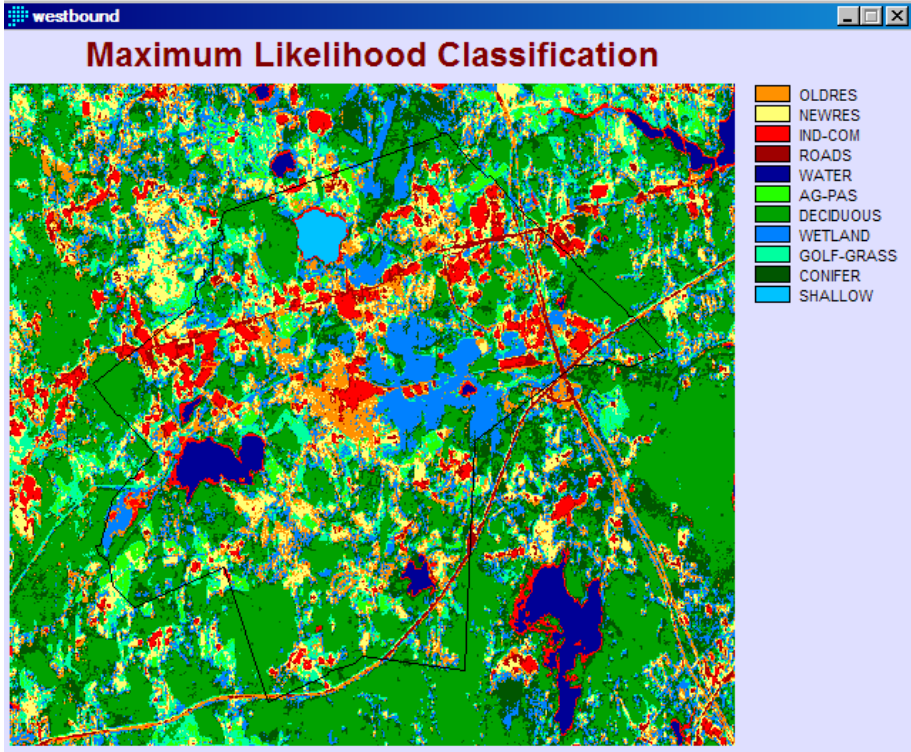 westbound
Maximum Likelihood Classification
OLDRES
NEWRES
IND-COM
ROADS
WATER
AG-PAS
DECIDUOUS
WETLAND
GOLF-GRASS
CONIFER
SHALLOW